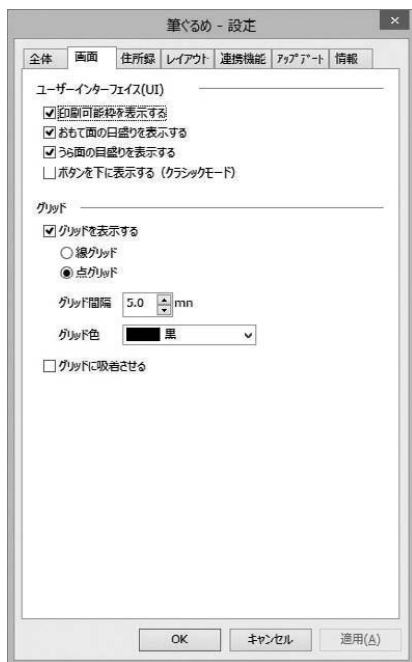 筆ぐるめ - 設定
全体 画面 住所録 レイアウト 連携機能 ｱｯﾌﾟﾃﾞｰﾄ 情報
ユーザーインターフェイス(UI)
印刷可能枠を表示する
おもて面の目盛りを表示する
うら面の目盛りを表示する
ボタンを下に表示する（クラシックモード）
グリッド
グリッドを表示する
線グリッド
点グリッド
グリッド間隔 5.0 mm
グリッド色 黒
グリッドに吸着させる
OK キャンセル 適用(A)